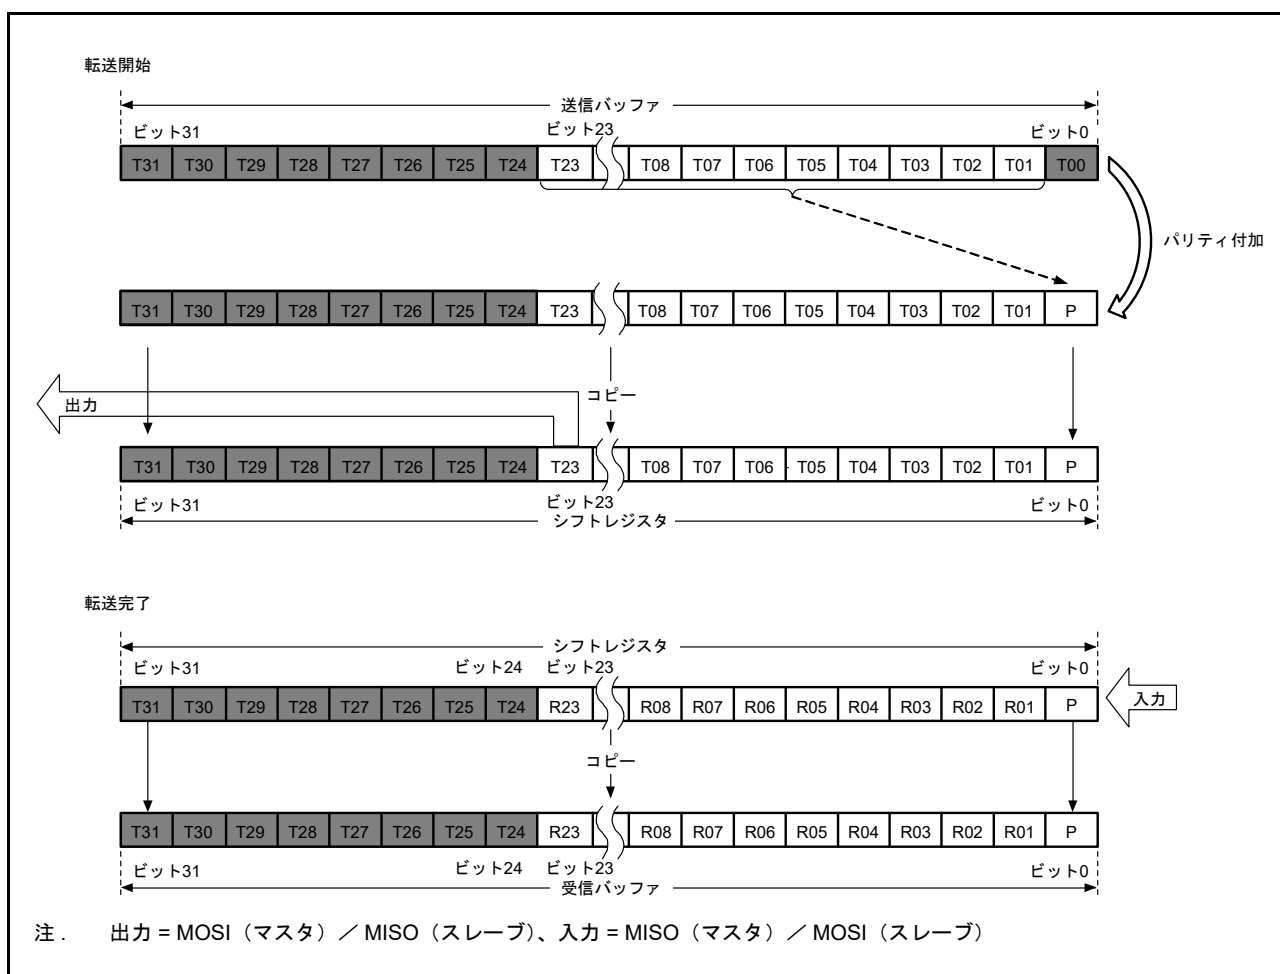 転送開始
送信バッファ
ビット31 ビット23 ビット0
T31 T30 T29 T28 T27 T26 T25 T24 T23 T08 T07 T06 T05 T04 T03 T02 T01 T00
パリティ付加
T31 T30 T29 T28 T27 T26 T25 T24 T23 T08 T07 T06 T05 T04 T03 T02 T01 P
コピー
出力
T31 T30 T29 T28 T27 T26 T25 T24 T23 T08 T07 T06 T05 T04 T03 T02 T01 P
ビット31 ビット23 ビット0
シフトレジスタ
転送完了
シフトレジスタ
ビット31 ビット24 ビット23 ビット0
T31 T30 T29 T28 T27 T26 T25 T24 R23 R08 R07 R06 R05 R04 R03 R02 R01 P
入力
コピー
T31 T30 T29 T28 T27 T26 T25 T24 R23 R08 R07 R06 R05 R04 R03 R02 R01 P
ビット31 ビット24 ビット23 ビット0
受信バッファ
注. 出力 = MOSI（マスタ）／ MISO（スレーブ）、入力 = MISO（マスタ）／ MOSI（スレーブ）